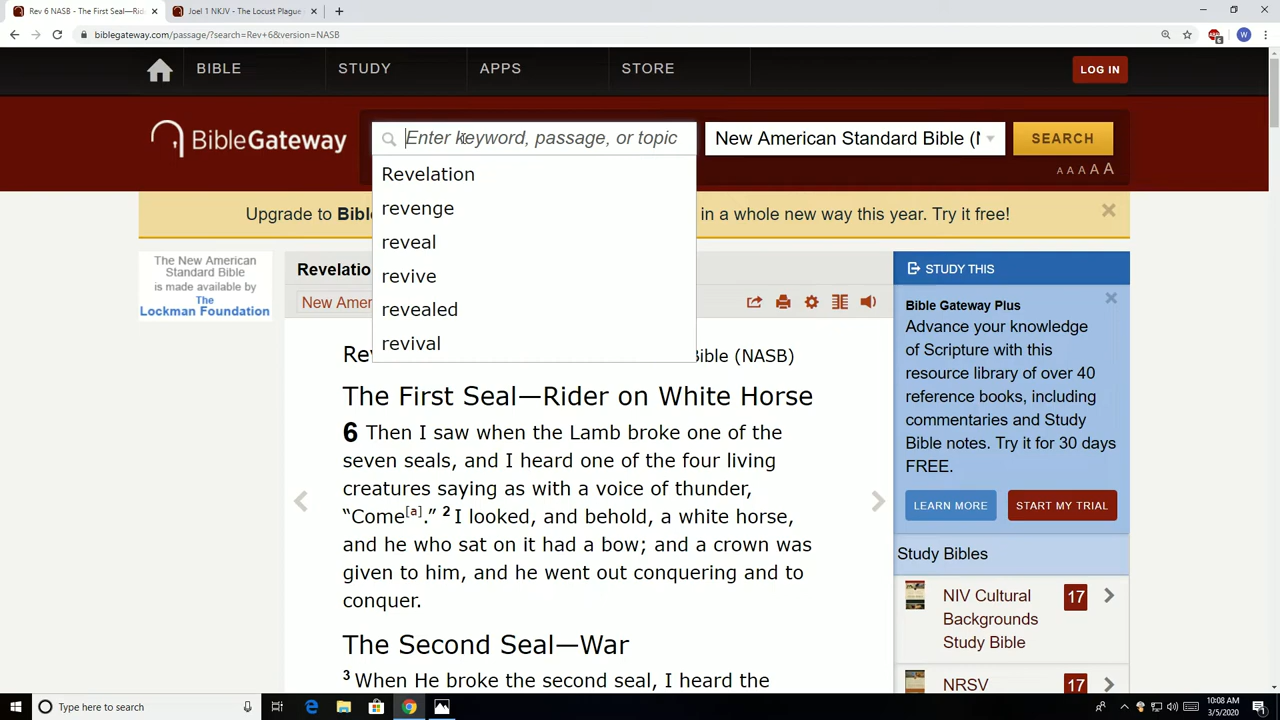 Rev 6 NASB - The First Seal—Rid
Joel 1 NKJV - The Locust Plague
biblegateway.com/passage/?search=Rev+6&version=NASB
W
BIBLE STUDY APPS STORE LOG IN
BibleGateway
Enter keyword, passage, or topic
New American Standard Bible (N
SEARCH
A A A A A
Revelation
revenge
reveal
revive
revealed
revival
Upgrade to Bibl in a whole new way this year. Try it free!
The New American
Standard Bible
is made available by
The
Lockman Foundation
Revelatio
New Amer
Rev Bible (NASB)
The First Seal—Rider on White Horse
6 Then I saw when the Lamb broke one of the
seven seals, and I heard one of the four living
creatures saying as with a voice of thunder,
“Come[a].” 2 I looked, and behold, a white horse,
and he who sat on it had a bow; and a crown was
given to him, and he went out conquering and to
conquer.
The Second Seal—War
3 When He broke the second seal, I heard the
STUDY THIS
Bible Gateway Plus
Advance your knowledge
of Scripture with this
resource library of over 40
reference books, including
commentaries and Study
Bible notes. Try it for 30 days
FREE.
LEARN MORE START MY TRIAL
Study Bibles
NIV Cultural
Backgrounds
Study Bible
17
NRSV
17
Type here to search
10:08 AM
3/5/2020